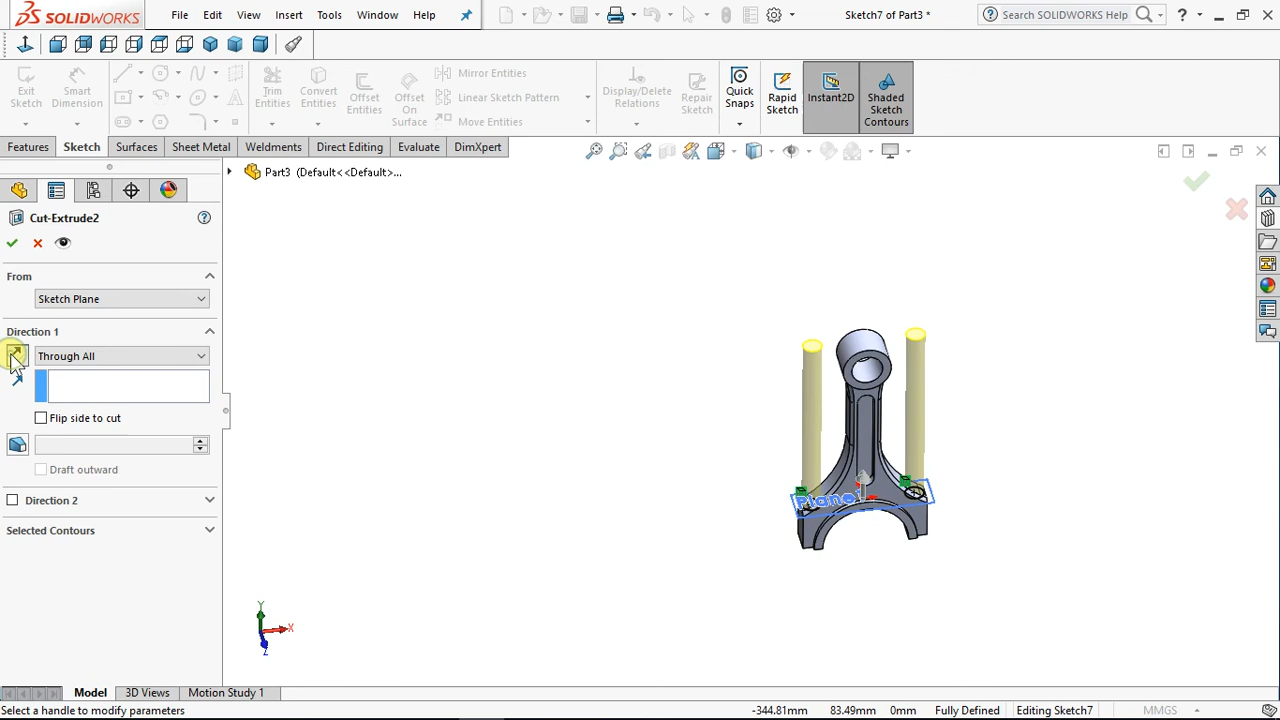 SOLIDWORKS
File Edit View Insert Tools Window Help
Sketch7 of Part3 *
Search SOLIDWORKS Help
Exit Sketch
Smart Dimension
Trim Entities
Convert Entities
Offset Entities
Offset On Surface
Mirror Entities
Linear Sketch Pattern
Move Entities
Display/Delete Relations
Repair Sketch
Quick Snaps
Rapid Sketch
Instant2D
Shaded Sketch Contours
Features Sketch Surfaces Sheet Metal Weldments Direct Editing Evaluate DimXpert
Part3 (Default<<Default>...
Cut-Extrude2
From
Sketch Plane
Direction 1
Through All
Flip side to cut
Draft outward
Direction 2
Selected Contours
Y
X
Z
Model 3D Views Motion Study 1
Select a handle to modify parameters
-344.81mm 83.49mm 0mm Fully Defined Editing Sketch7 MMGS